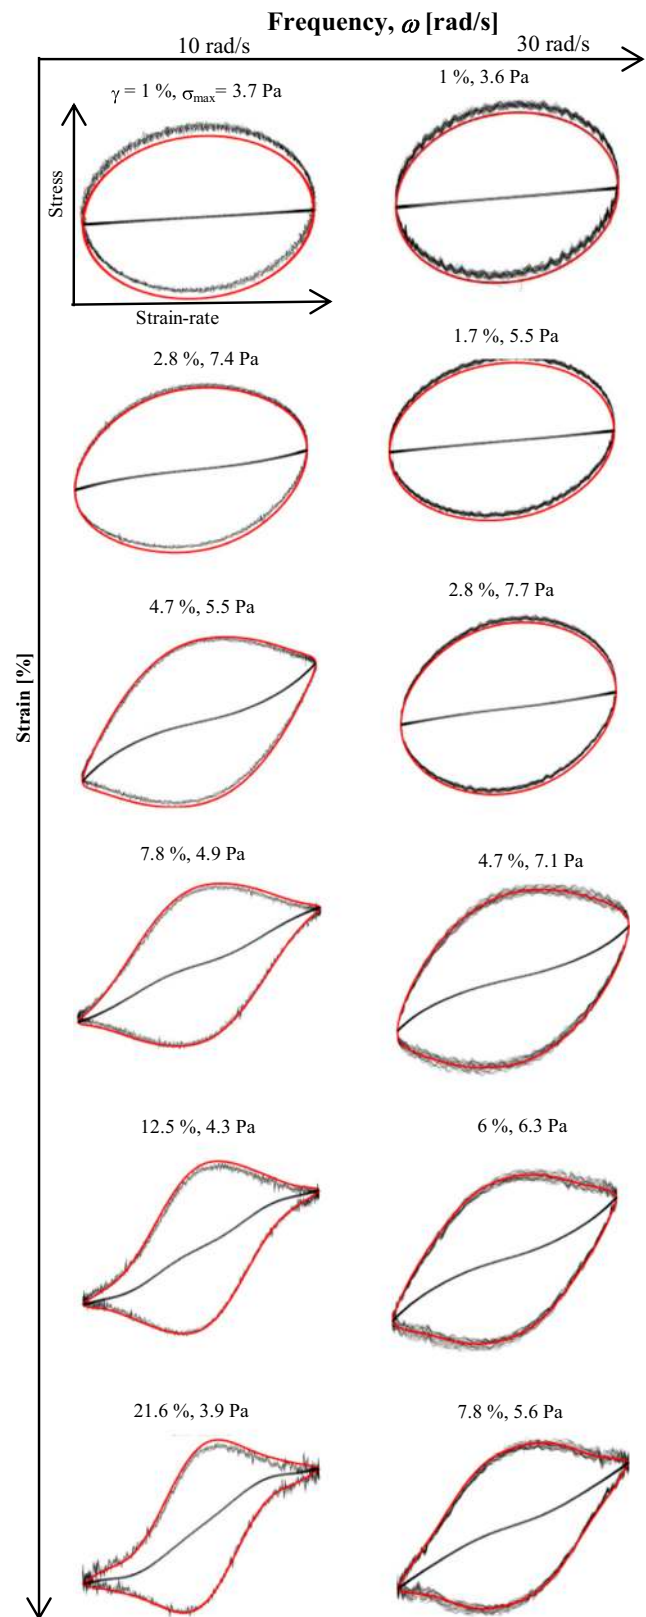 Frequency, ω [rad/s]
10 rad/s
30 rad/s
γ = 1 %, σmax= 3.7 Pa
1 %, 3.6 Pa
Stress
Strain-rate
2.8 %, 7.4 Pa
1.7 %, 5.5 Pa
4.7 %, 5.5 Pa
2.8 %, 7.7 Pa
Strain [%]
7.8 %, 4.9 Pa
4.7 %, 7.1 Pa
12.5 %, 4.3 Pa
6 %, 6.3 Pa
21.6 %, 3.9 Pa
7.8 %, 5.6 Pa